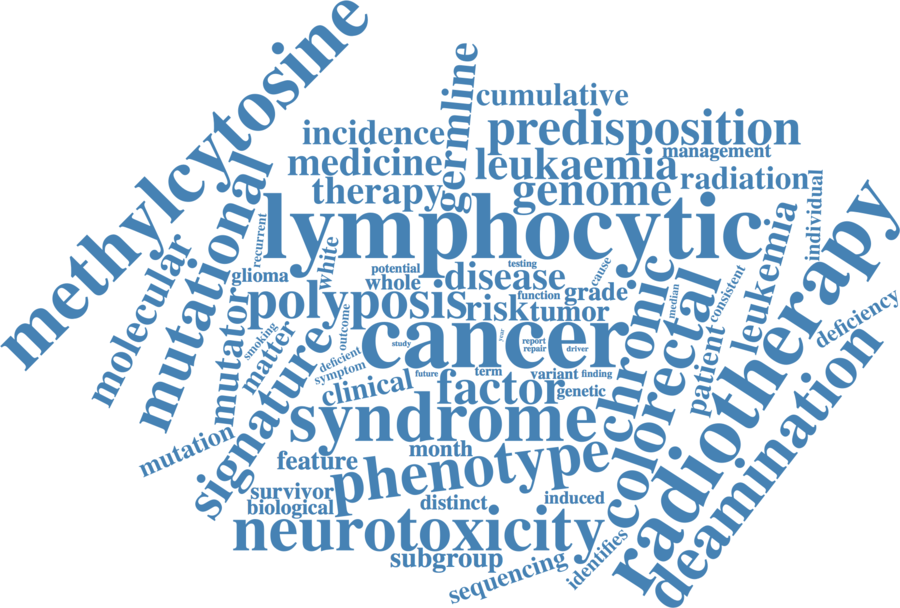 methylcytosine
germline
cumulative
incidence
predisposition
medicine
leukaemia
management
therapy
genome
radiation
individual
mutational
lymphocytic
molecular
recurrent
white
glioma
potential
testing
whole
disease
cause
leukemia
radiotherapy
function
grade
median
consistent
polyposis
risk
tumor
chronic
colorectal
mutator
smoking
matter
outcome
cancer
study
year
report
repair
driver
deficiency
signature
deficient
symptom
future
term
variant
finding
patient
clinical
factor
genetic
deamination
syndrome
mutation
month
feature
phenotype
survivor
biological
distinct
induced
neurotoxicity
subgroup
sequencing
identifies